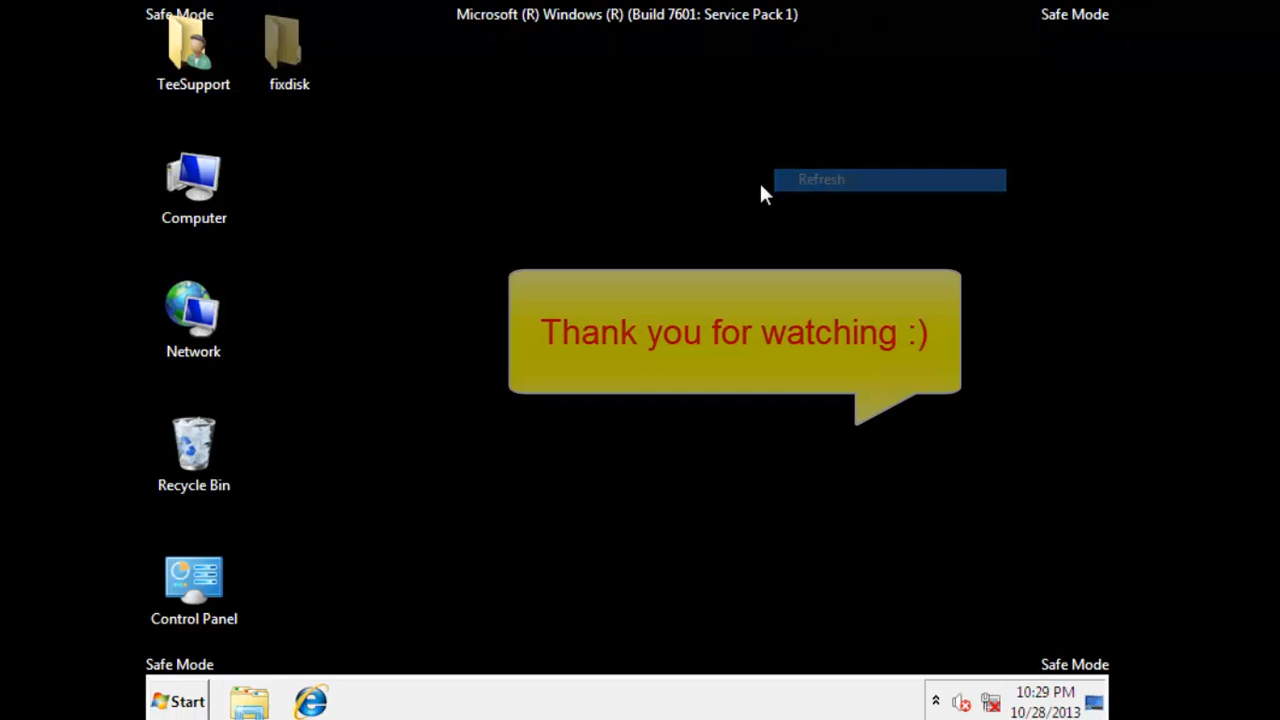 Safe Mode
Microsoft (R) Windows (R) (Build 7601: Service Pack 1)
Safe Mode
TeeSupport
fixdisk
Refresh
Computer
Thank you for watching :)
Network
Recycle Bin
Control Panel
Safe Mode
Safe Mode
Start
10:29 PM
10/28/2013